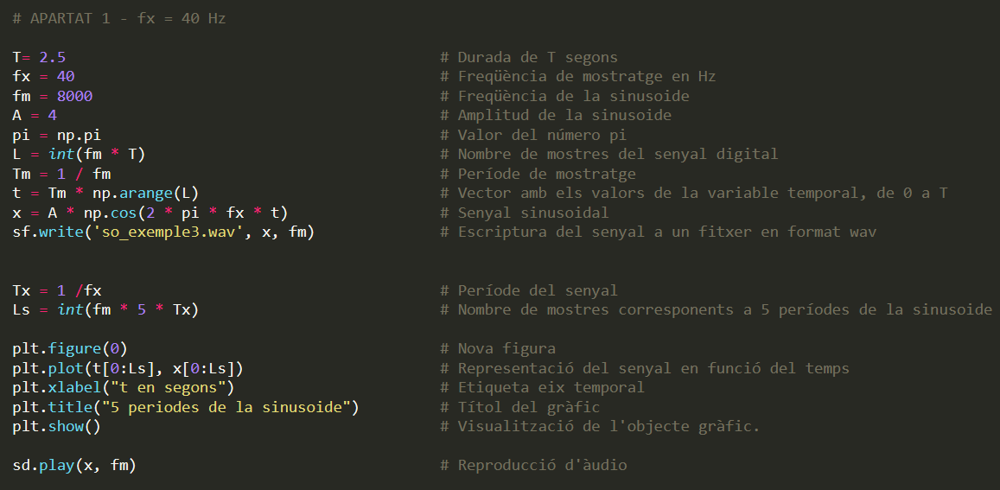 # APARTAT 1 - fx = 40 Hz
T= 2.5 # Durada de T segons
fx = 40 # Freqüència de mostratge en Hz
fm = 8000 # Freqüència de la sinusoide
A = 4 # Amplitud de la sinusoide
pi = np.pi # Valor del número pi
L = int(fm * T) # Nombre de mostres del senyal digital
Tm = 1 / fm # Període de mostratge
t = Tm * np.arange(L) # Vector amb els valors de la variable temporal, de 0 a T
x = A * np.cos(2 * pi * fx * t) # Senyal sinusoidal
sf.write('so_exemple3.wav', x, fm) # Escriptura del senyal a un fitxer en format wav
Tx = 1 /fx # Període del senyal
Ls = int(fm * 5 * Tx) # Nombre de mostres corresponents a 5 períodes de la sinusoide
plt.figure(0) # Nova figura
plt.plot(t[0:Ls], x[0:Ls]) # Representació del senyal en funció del temps
plt.xlabel("t en segons") # Etiqueta eix temporal
plt.title("5 periodes de la sinusoide") # Títol del gràfic
plt.show() # Visualització de l'objecte gràfic.
sd.play(x, fm) # Reproducció d'àudio